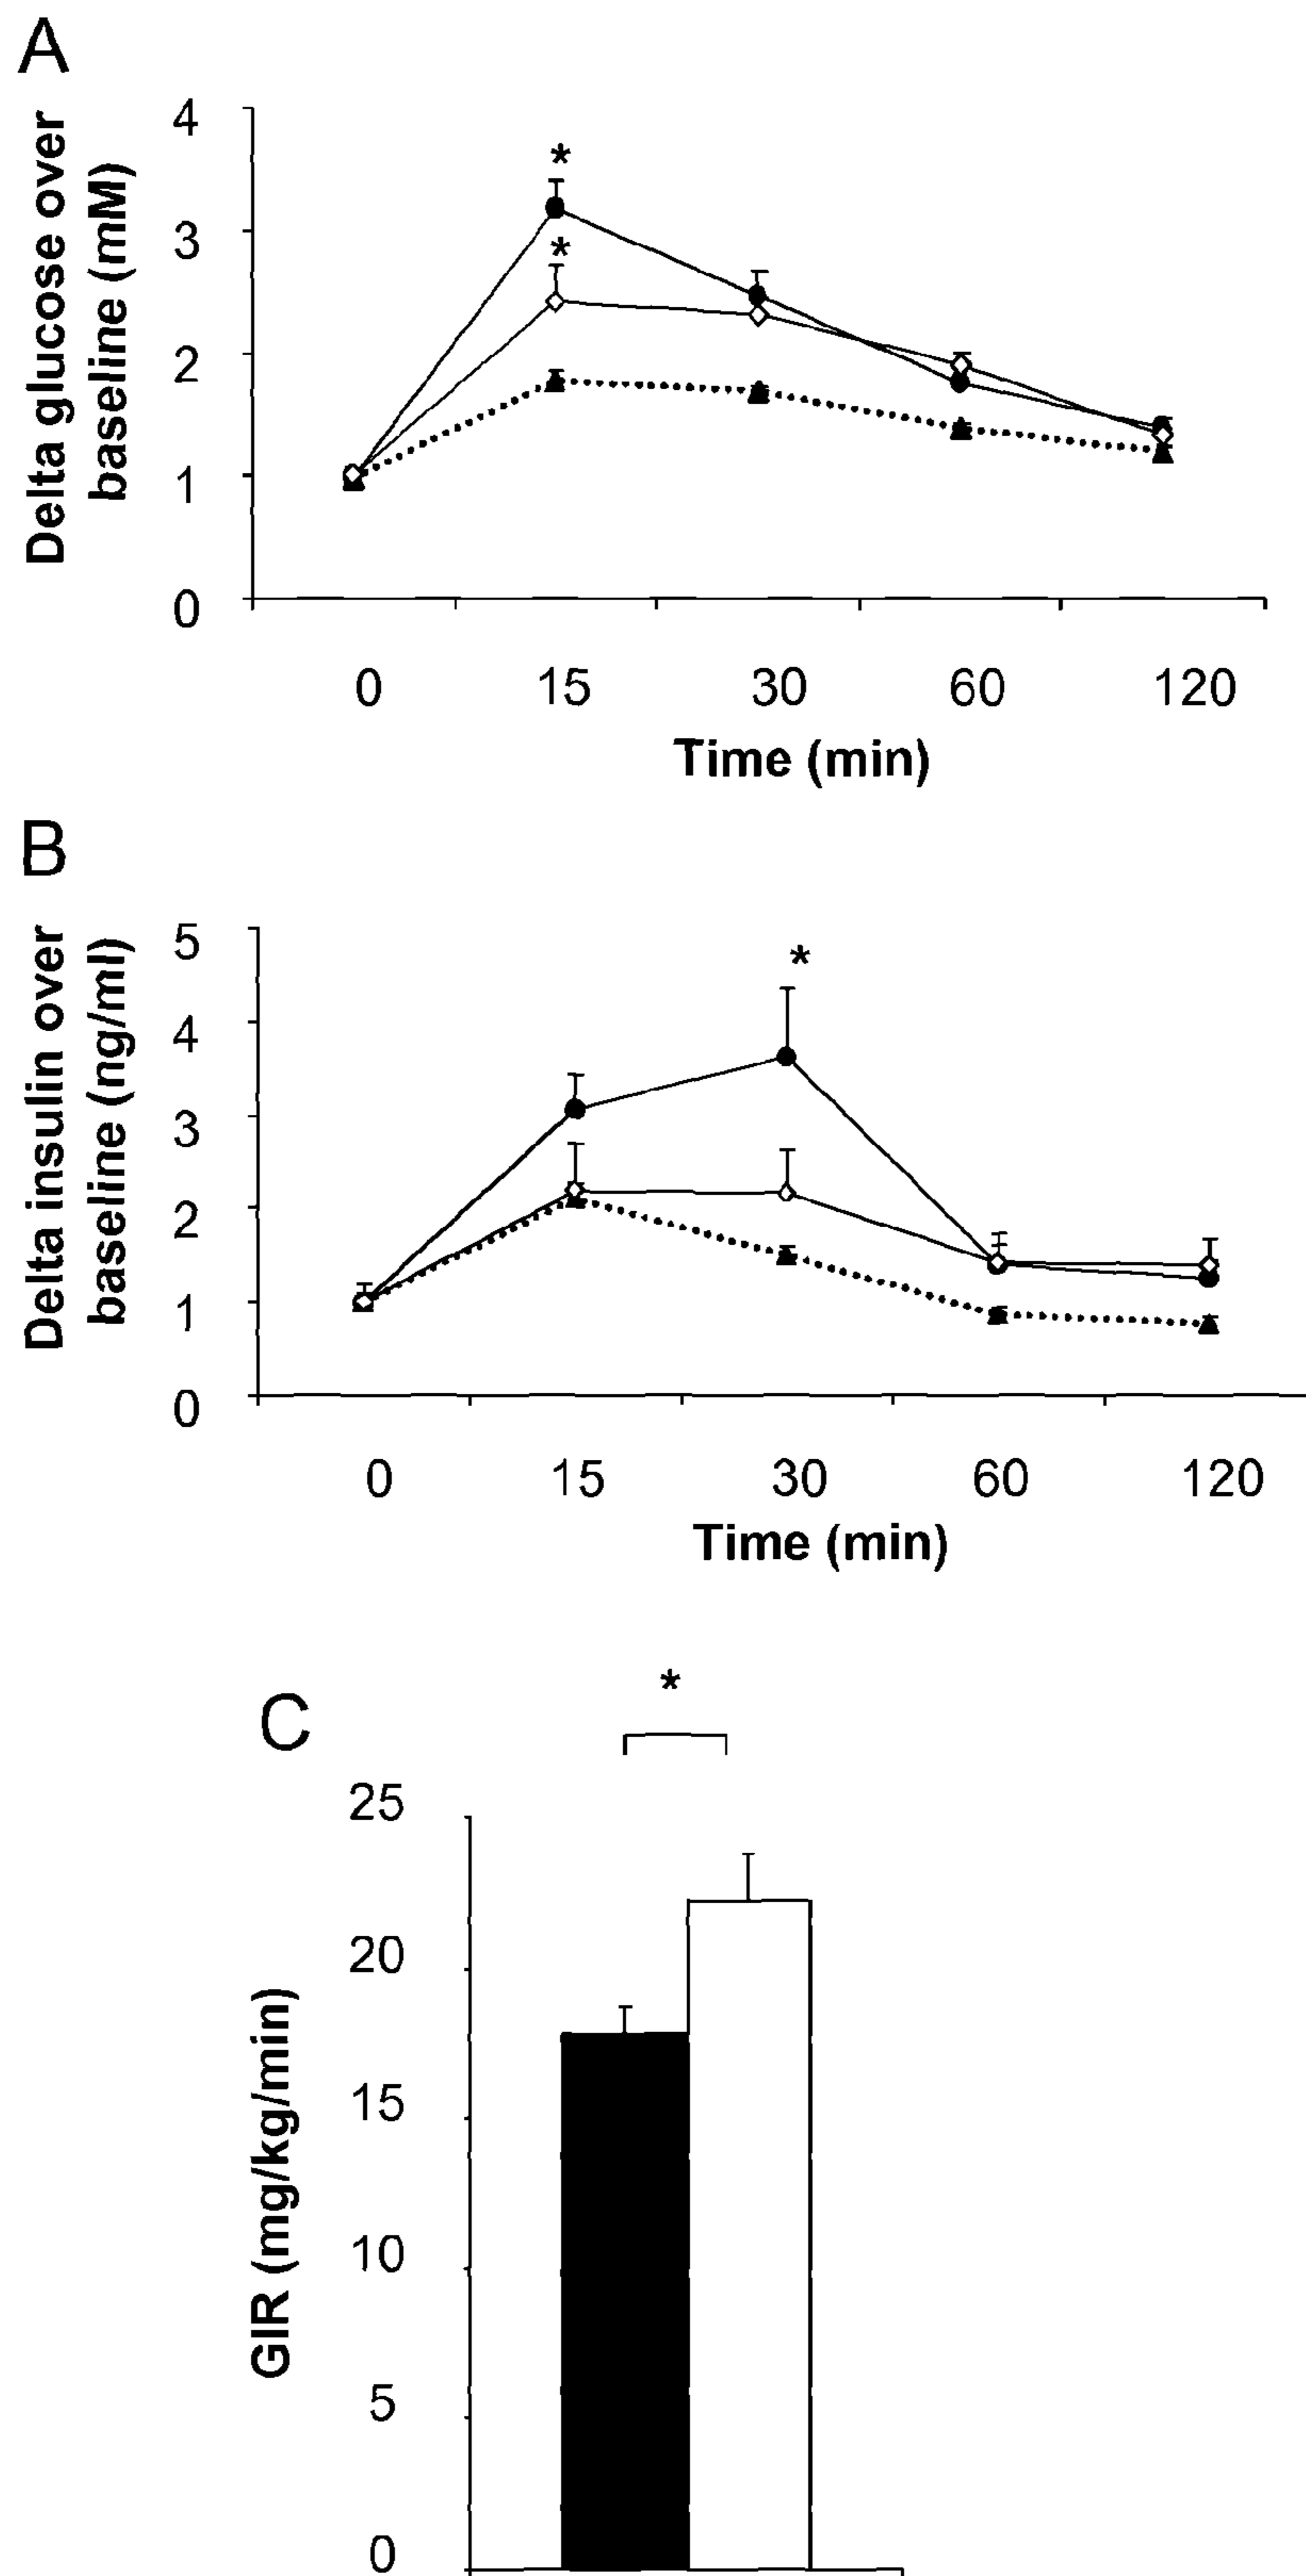 A
Delta glucose over
baseline (mM)
4
3
2
1
0
*
*
0 15 30 60 120
Time (min)
B
Delta insulin over
baseline (ng/ml)
5
4
3
2
1
0
*
0 15 30 60 120
Time (min)
C
*
GIR (mg/kg/min)
25
20
15
10
5
0